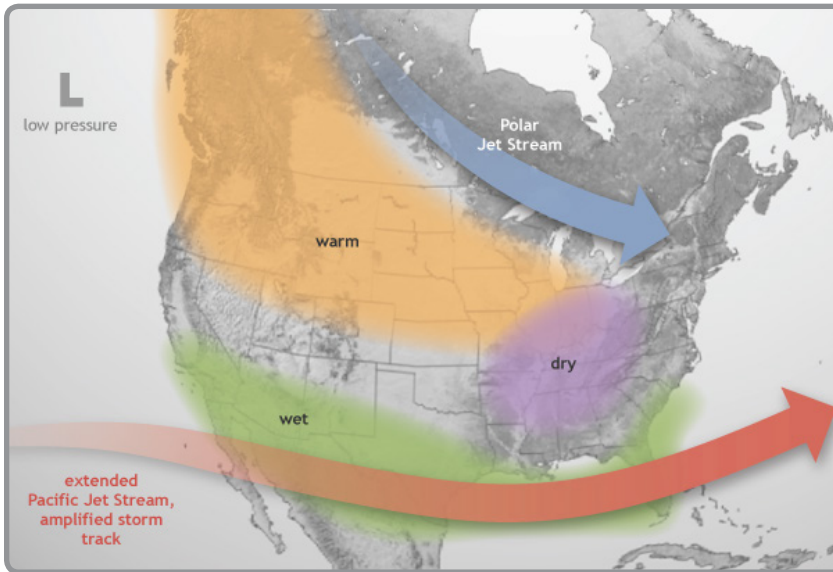 L
low pressure
Polar
Jet Stream
warm
dry
wet
extended
Pacific Jet Stream,
amplified storm
track